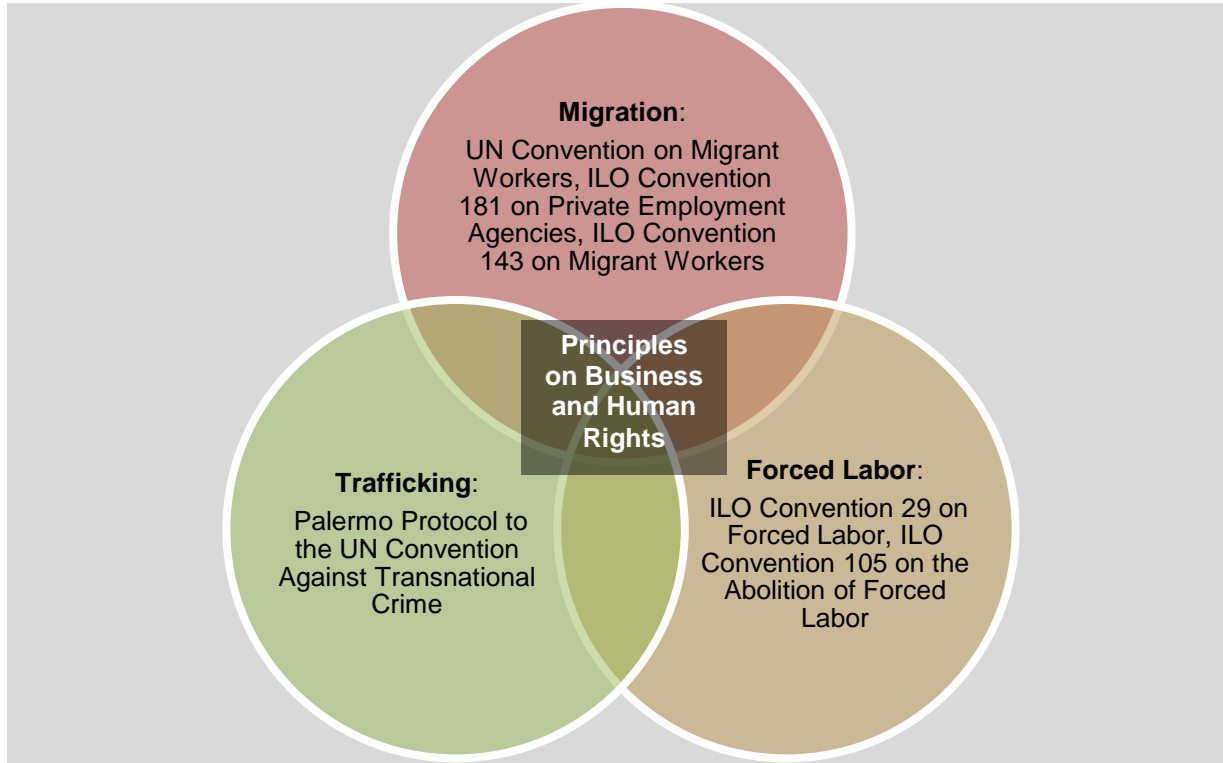 Migration:
UN Convention on Migrant
Workers, ILO Convention
181 on Private Employment
Agencies, ILO Convention
143 on Migrant Workers
Principles
on Business
and Human
Rights
Trafficking:
Palermo Protocol to
the UN Convention
Against Transnational
Crime
Forced Labor:
ILO Convention 29 on
Forced Labor, ILO
Convention 105 on the
Abolition of Forced
Labor